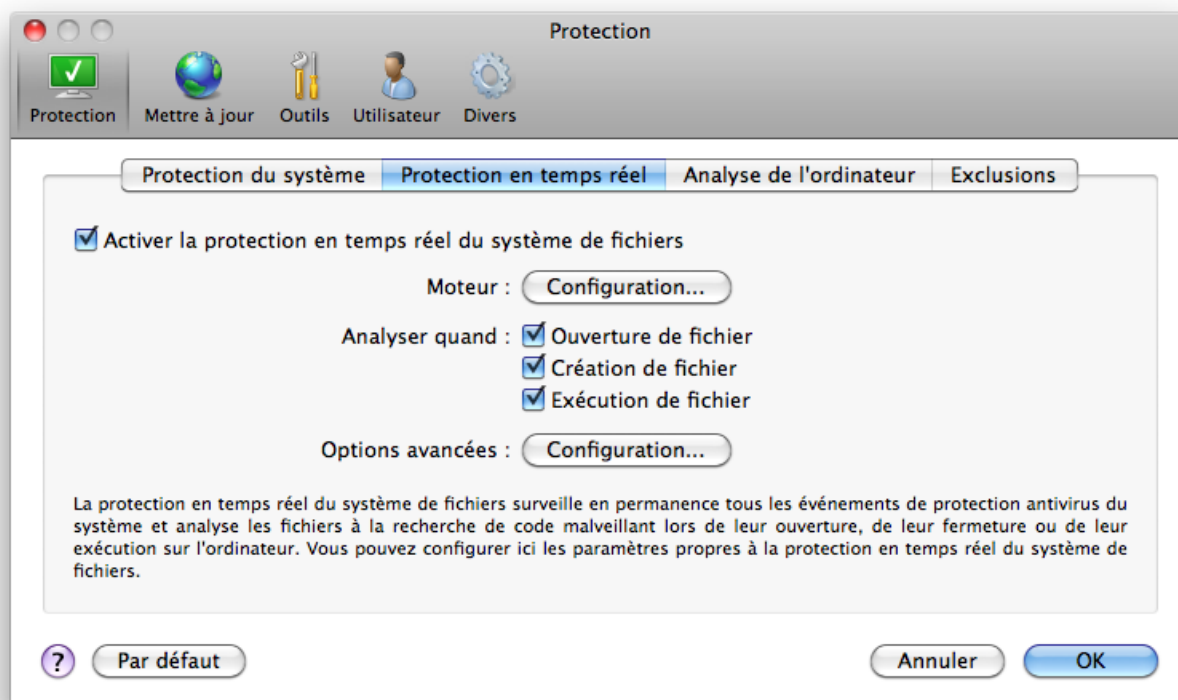 Protection
Protection
Mettre à jour
Outils
Utilisateur
Divers
Protection du système
Protection en temps réel
Analyse de l'ordinateur
Exclusions
Activer la protection en temps réel du système de fichiers
Moteur :
Configuration...
Analyser quand :
Ouverture de fichier
Création de fichier
Exécution de fichier
Options avancées :
Configuration...
La protection en temps réel du système de fichiers surveille en permanence tous les événements de protection antivirus du
système et analyse les fichiers à la recherche de code malveillant lors de leur ouverture, de leur fermeture ou de leur
exécution sur l'ordinateur. Vous pouvez configurer ici les paramètres propres à la protection en temps réel du système de
fichiers.
?
Par défaut
Annuler
OK